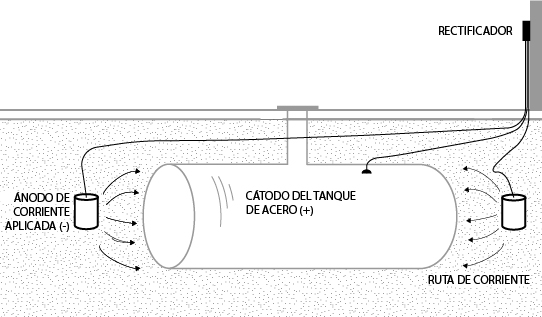 RECTIFICADOR
ÁNODO DE
CORRIENTE
APLICADA (-)
CÁTODO DEL TANQUE
DE ACERO (+)
RUTA DE CORRIENTE